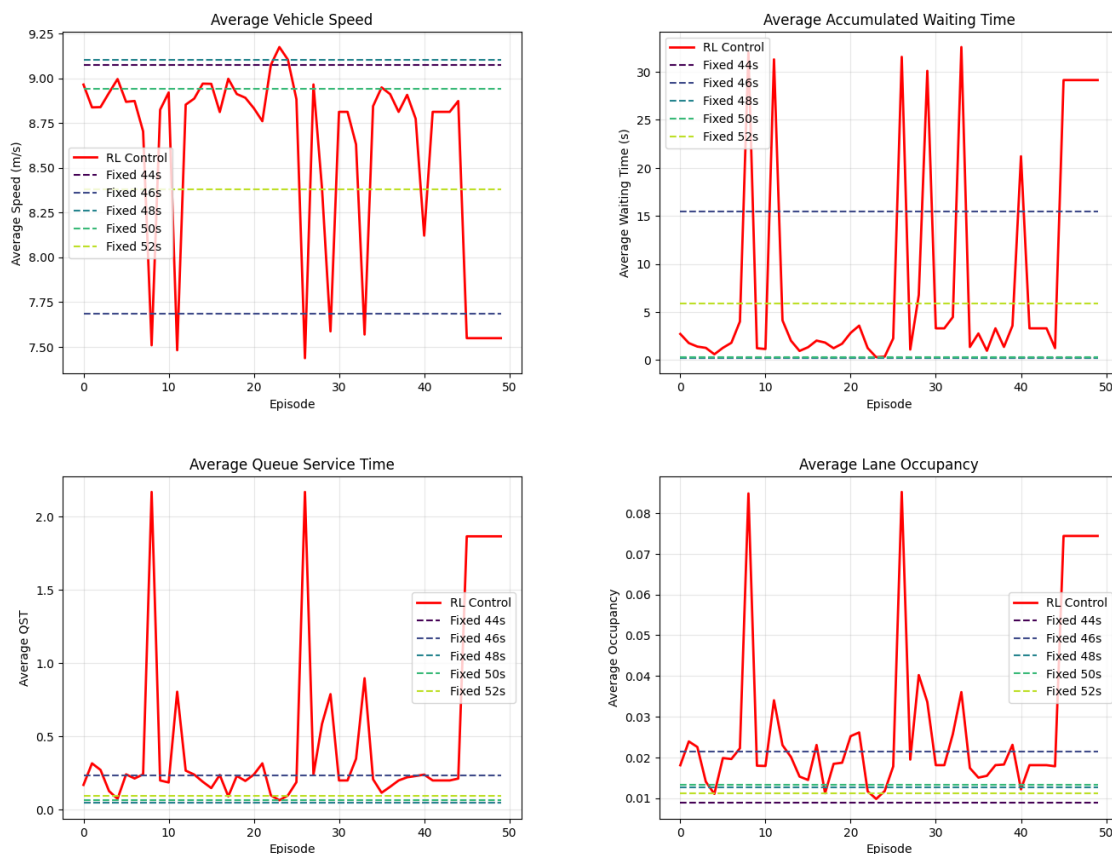 Average Vehicle Speed
9.25
9.00
8.75
8.50
8.25
8.00
7.75
7.50
Average Speed (m/s)
RL Control
Fixed 44s
Fixed 46s
Fixed 48s
Fixed 50s
Fixed 52s
0
10
20
30
40
50
Episode
Average Accumulated Waiting Time
30
25
20
15
10
5
0
Average Waiting Time (s)
RL Control
Fixed 44s
Fixed 46s
Fixed 48s
Fixed 50s
Fixed 52s
0
10
20
30
40
50
Episode
Average Queue Service Time
2.0
1.5
1.0
0.5
0.0
Average QST
RL Control
Fixed 44s
Fixed 46s
Fixed 48s
Fixed 50s
Fixed 52s
0
10
20
30
40
50
Episode
Average Lane Occupancy
0.08
0.07
0.06
0.05
0.04
0.03
0.02
0.01
Average Occupancy
RL Control
Fixed 44s
Fixed 46s
Fixed 48s
Fixed 50s
Fixed 52s
0
10
20
30
40
50
Episode